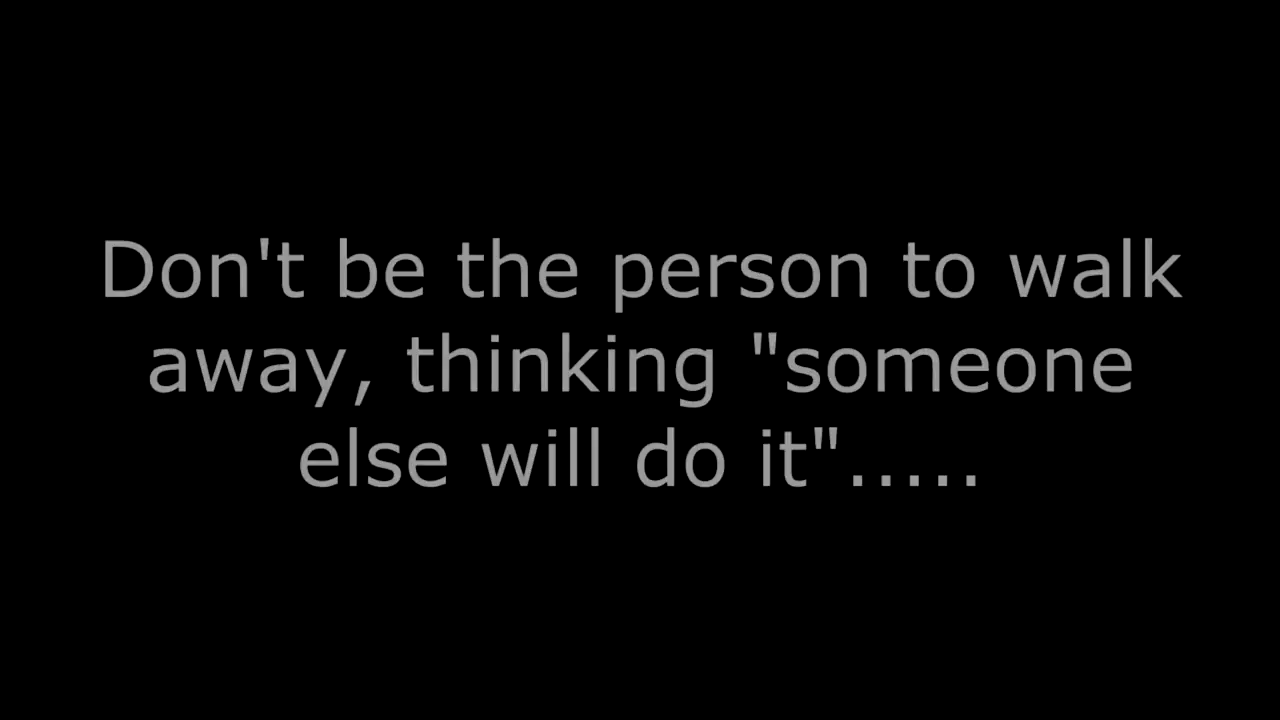 Don't be the person to walk
away, thinking "someone
else will do it".....